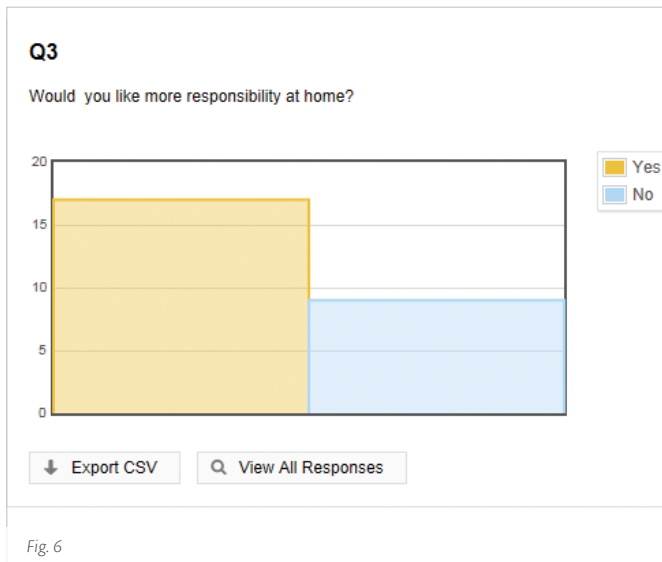 Q3
Would  you like more responsibility at home?
20
15
10
5
0
Yes
No
Export CSV
View All Responses
Fig. 6